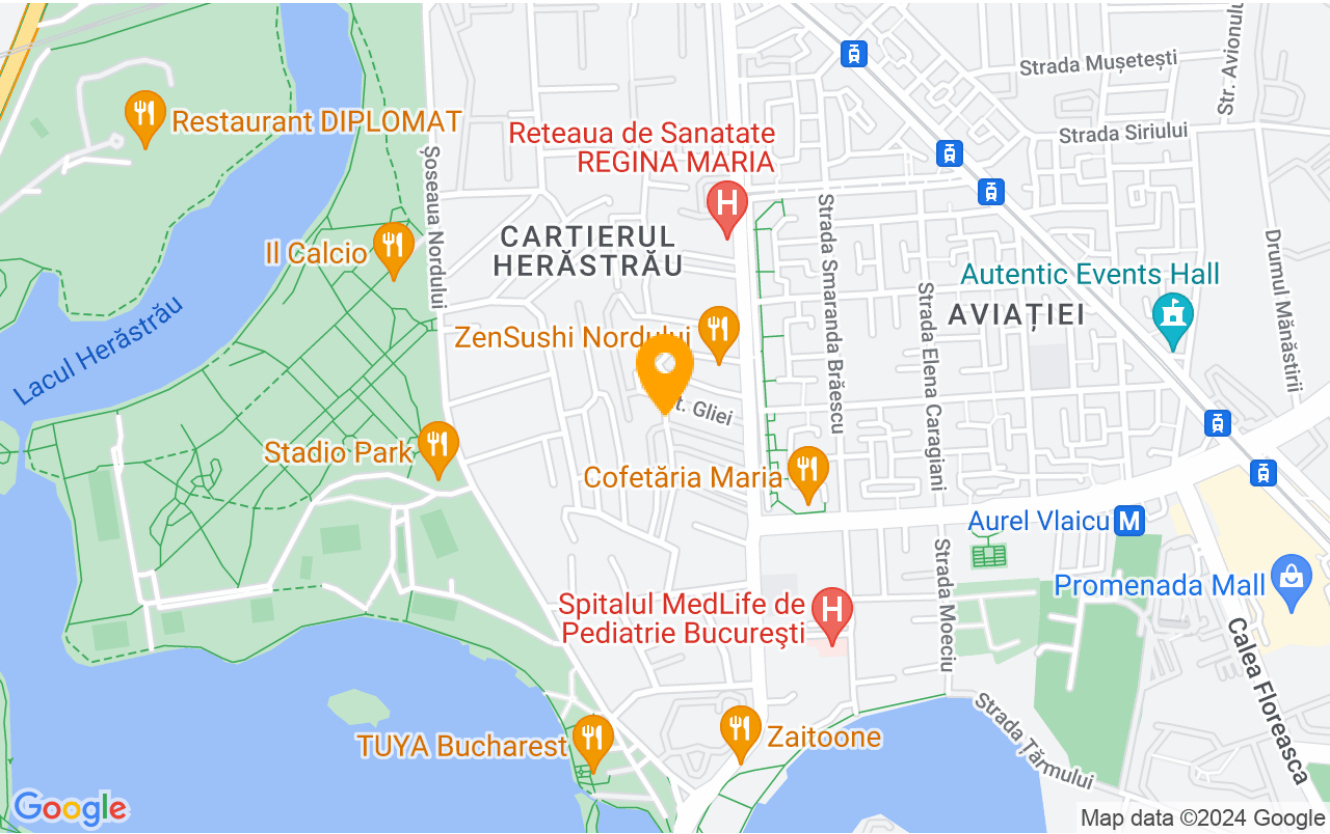 Strada Mușetești
Str. Avionul
Restaurant DIPLOMAT
Reteaua de Sanatate
REGINA MARIA
Strada Siriului
Șoseaua Nordului
Il Calcio
CARTIERUL
HERĂSTRĂU
Strada Smaranda Brăescu
Strada Elena Caragiani
Autentic Events Hall
AVIAȚIEI
Drumul Mănăstirii
Lacul Herăstrău
ZenSushi Nordului
t. Gliei
Stadio Park
Cofetăria Maria
Aurel Vlaicu M
Strada Moeciu
Promenada Mall
Spitalul MedLife de
Pediatrie Bucureşti
Calea Floreasca
Strada Țărmului
TUYA Bucharest
Zaitoone
Google
Map data ©2024 Google